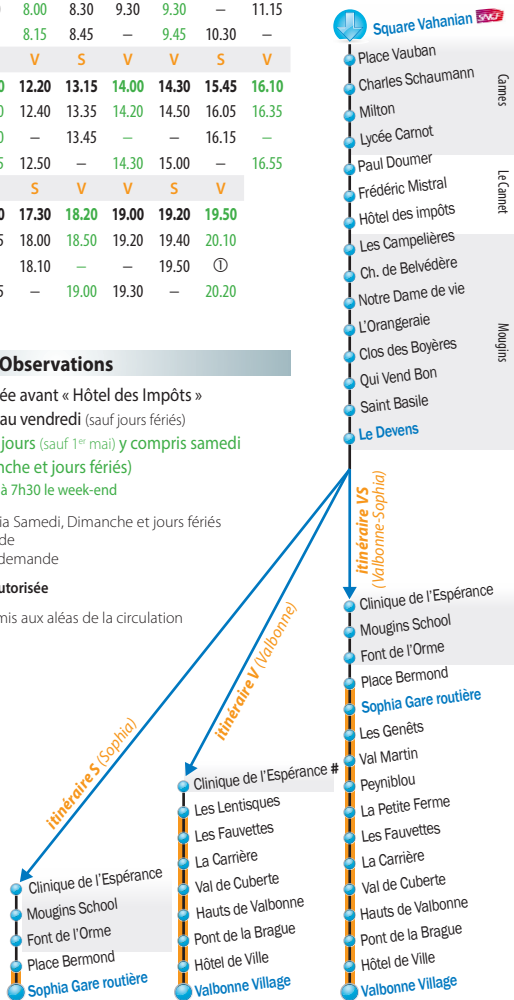 8.00 8.30 9.30 9.30 – 11.15
8.15 8.45 – 9.45 10.30 –
V S V V S V
12.20 13.15 14.00 14.30 15.45 16.10
12.40 13.35 14.20 14.50 16.05 16.35
– 13.45 – – 16.15 –
12.50 – 14.30 15.00 – 16.55
S V V S V
17.30 18.20 19.00 19.20 19.50
18.00 18.50 19.20 19.40 20.10
18.10 – – 19.50 ①
– 19.00 19.30 – 20.20
Observations
ée avant « Hôtel des Impôts »
au vendredi (sauf jours fériés)
jours (sauf 1er mai) y compris samedi
nche et jours fériés)
à 7h30 le week-end
ia Samedi, Dimanche et jours fériés
de
demande
utorisée
mis aux aléas de la circulation
Square Vahanian SNCF
Place Vauban
Charles Schaumann
Milton
Lycée Carnot
Cannes
Paul Doumer
Frédéric Mistral
Hôtel des impôts
Le Cannet
Les Campelières
Ch. de Belvédère
Notre Dame de vie
L'Orangeraie
Clos des Boyères
Qui Vend Bon
Saint Basile
Le Devens
Mougins
itinéraire VS
(Valbonne-Sophia)
Clinique de l'Espérance
Mougins School
Font de l'Orme
Place Bermond
Sophia Gare routière
Les Genêts
Val Martin
Peyniblou
La Petite Ferme
Les Fauvettes
La Carrière
Val de Cuberte
Hauts de Valbonne
Pont de la Brague
Hôtel de Ville
Valbonne Village
itinéraire V (Valbonne)
Clinique de l'Espérance #
Les Lentisques
Les Fauvettes
La Carrière
Val de Cuberte
Hauts de Valbonne
Pont de la Brague
Hôtel de Ville
Valbonne Village
itinéraire S (Sophia)
Clinique de l'Espérance
Mougins School
Font de l'Orme
Place Bermond
Sophia Gare routière